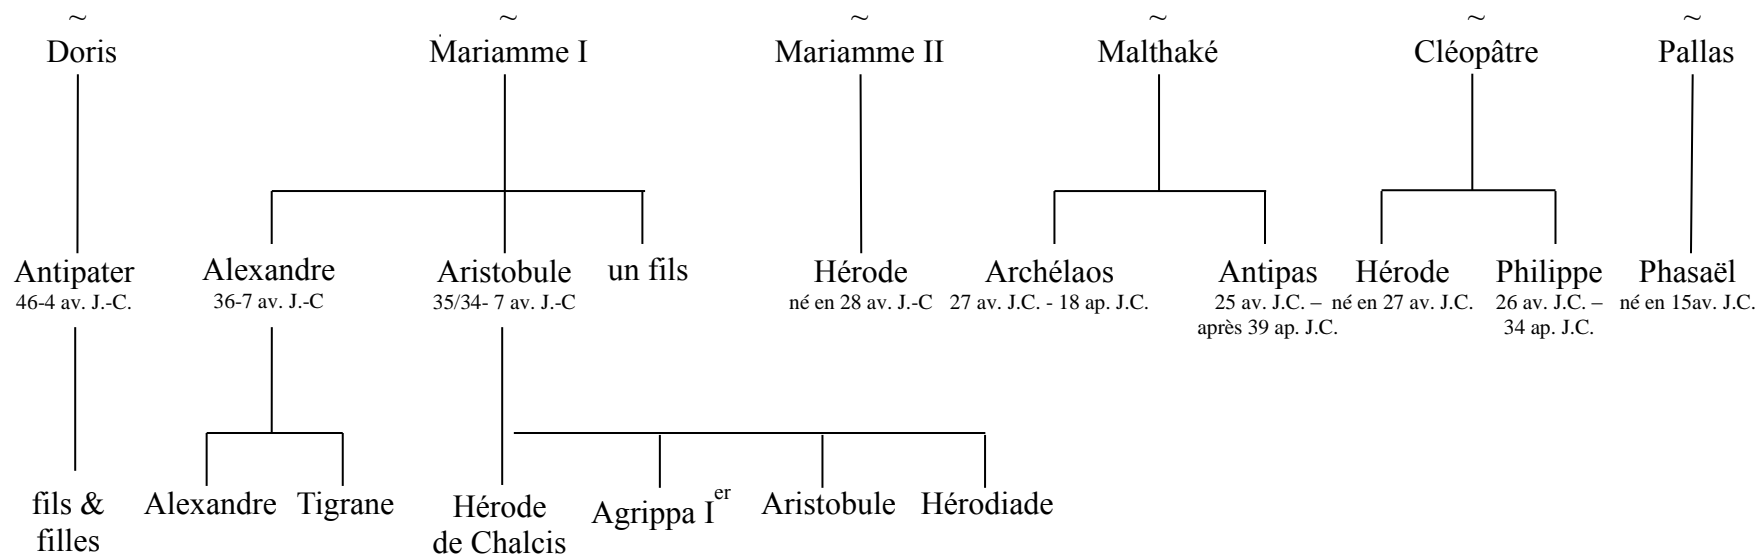 ~ ~ ~ ~ ~ ~
Doris Mariamme I Mariamme II Malthaké Cléopâtre Pallas
Antipater Alexandre Aristobule un fils Hérode Archélaos Antipas Hérode Philippe Phasaël
46-4 av. J.-C. 36-7 av. J.-C 35/34- 7 av. J.-C né en 28 av. J.-C 27 av. J.C. - 18 ap. J.C. 25 av. J.C. – né en 27 av. J.C. 26 av. J.C. – né en 15av. J.C.
après 39 ap. J.C. 34 ap. J.C.
fils & Alexandre Tigrane Hérode Agrippa Ier Aristobule Hérodiade
filles de Chalcis